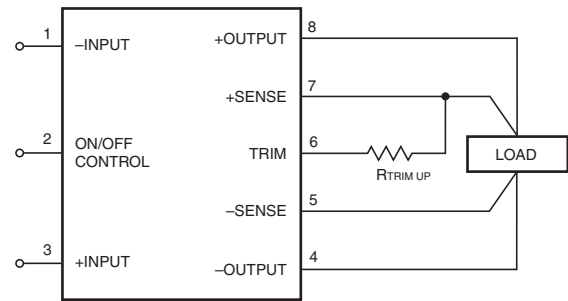 1
–INPUT
+OUTPUT
8
+SENSE
7
2
ON/OFF
CONTROL
TRIM
6
RTRIM UP
LOAD
–SENSE
5
3
+INPUT
–OUTPUT
4